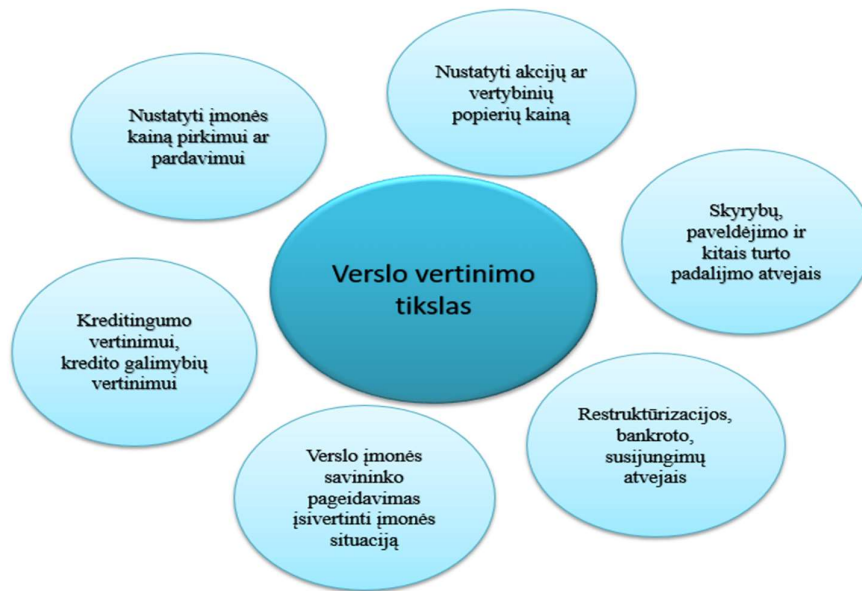 Nustatyti akcijų ar
vertybinių
popierių kainą
Nustatyti įmonės
kainą pirkimui ar
pardavimui
Skyrybų,
paveldėjimo ir
kitais turto
padalijmo atvejais
Verslo vertinimo
tikslas
Kreditingumo
vertinimui,
kredito galimybių
vertinimui
Restruktūrizacijos,
bankroto,
susijungimų
atvejais
Verslo įmonės
savininko
pageidavimas
įsivertinti įmonės
situaciją